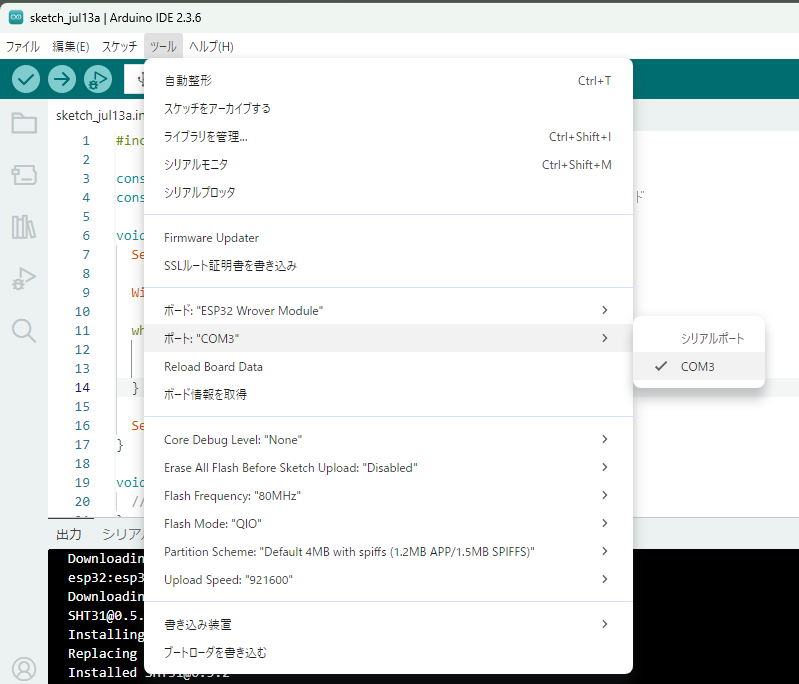 sketch_jul13a | Arduino IDE 2.3.6
ファイル 編集(E) スケッチ ツール ヘルプ(H)
自動整形 Ctrl+T
スケッチをアーカイブする
ライブラリを管理... Ctrl+Shift+I
シリアルモニタ Ctrl+Shift+M
シリアルプロッタ
Firmware Updater
SSLルート証明書を書き込み
ボード: "ESP32 Wrover Module"
ポート: "COM3"
Reload Board Data
ボード情報を取得
Core Debug Level: "None"
Erase All Flash Before Sketch Upload: "Disabled"
Flash Frequency: "80MHz"
Flash Mode: "QIO"
Partition Scheme: "Default 4MB with spiffs (1.2MB APP/1.5MB SPIFFS)"
Upload Speed: "921600"
書き込み装置
ブートローダを書き込む
シリアルポート
COM3
sketch_jul13a.in
1 #inc
2
3 cons
4 cons ド
5
6 void
7 Se
8
9 Wi
10
11 wh
12
13
14 }
15
16 Se
17 }
18
19 void
20 //
出力 シリア
Downloadin
esp32:esp3
Downloadin
SHT31@0.5.
Installing
Replacing
Installed SHT31@0.5.2